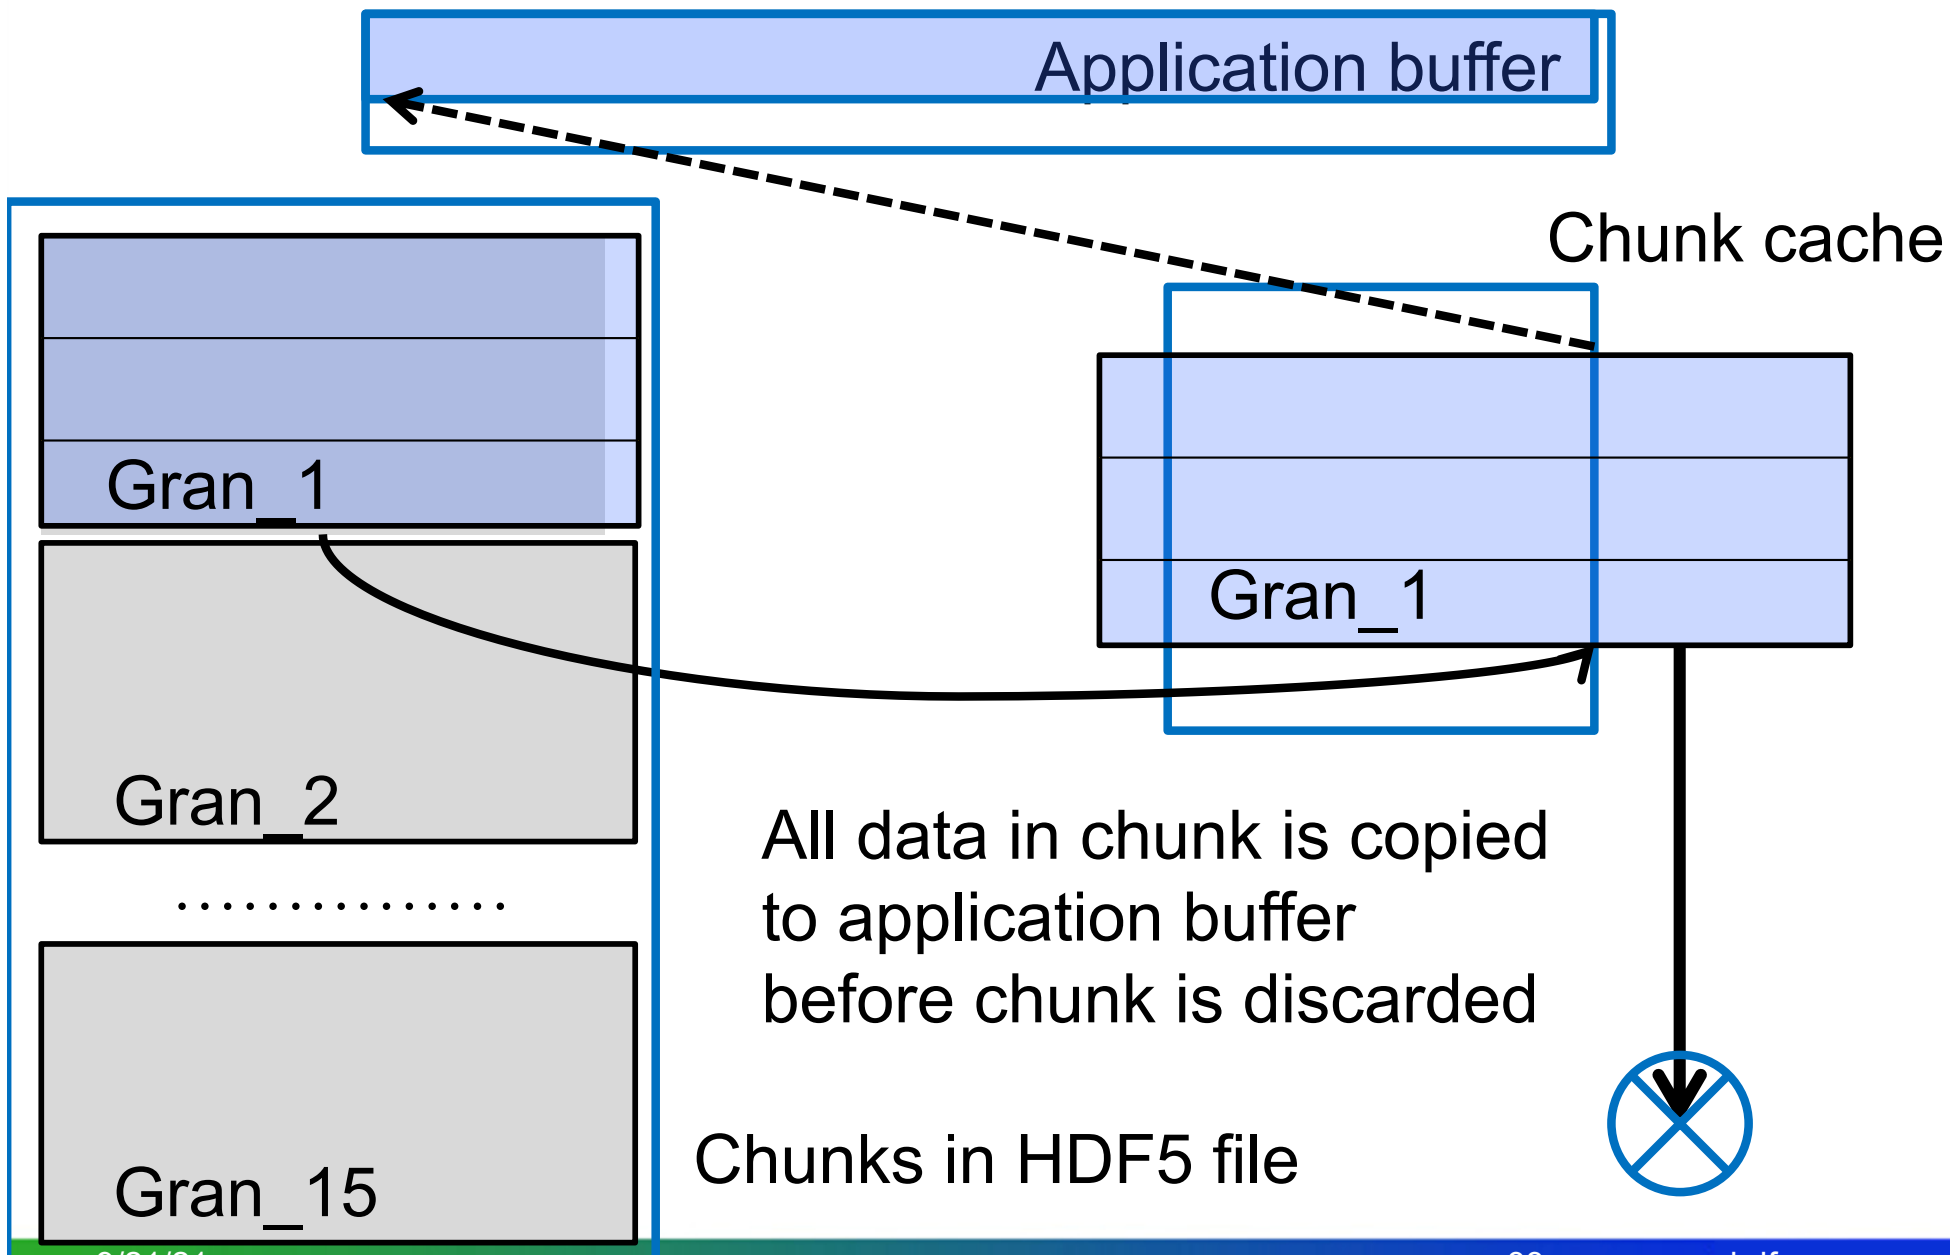 Application buffer
Chunk cache
Gran_1
Gran_1
Gran_2
...............
All data in chunk is copied
to application buffer
before chunk is discarded
Chunks in HDF5 file
Gran_15